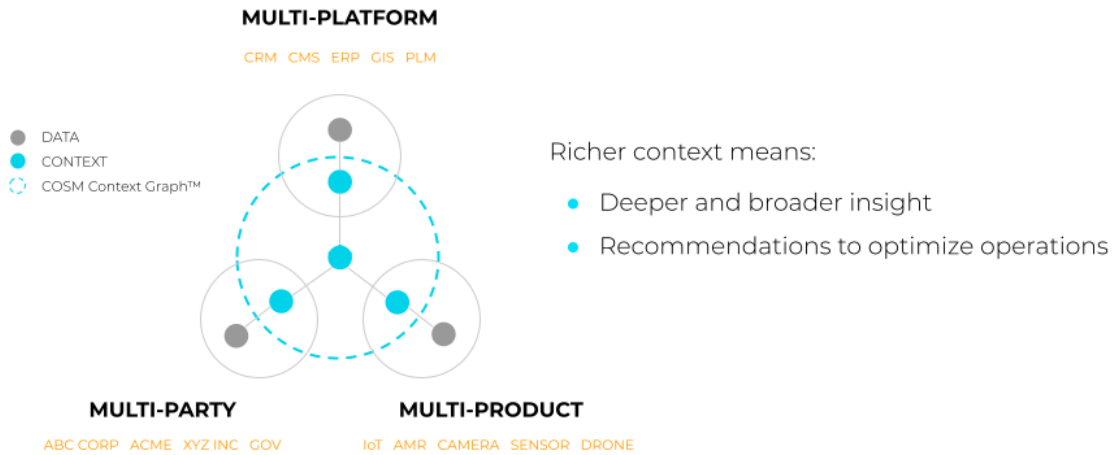 MULTI-PLATFORM
CRM CMS ERP GIS PLM
DATA
CONTEXT
COSM Context Graph™
Richer context means:
Deeper and broader insight
Recommendations to optimize operations
MULTI-PARTY
ABC CORP ACME XYZ INC GOV
MULTI-PRODUCT
IoT AMR CAMERA SENSOR DRONE